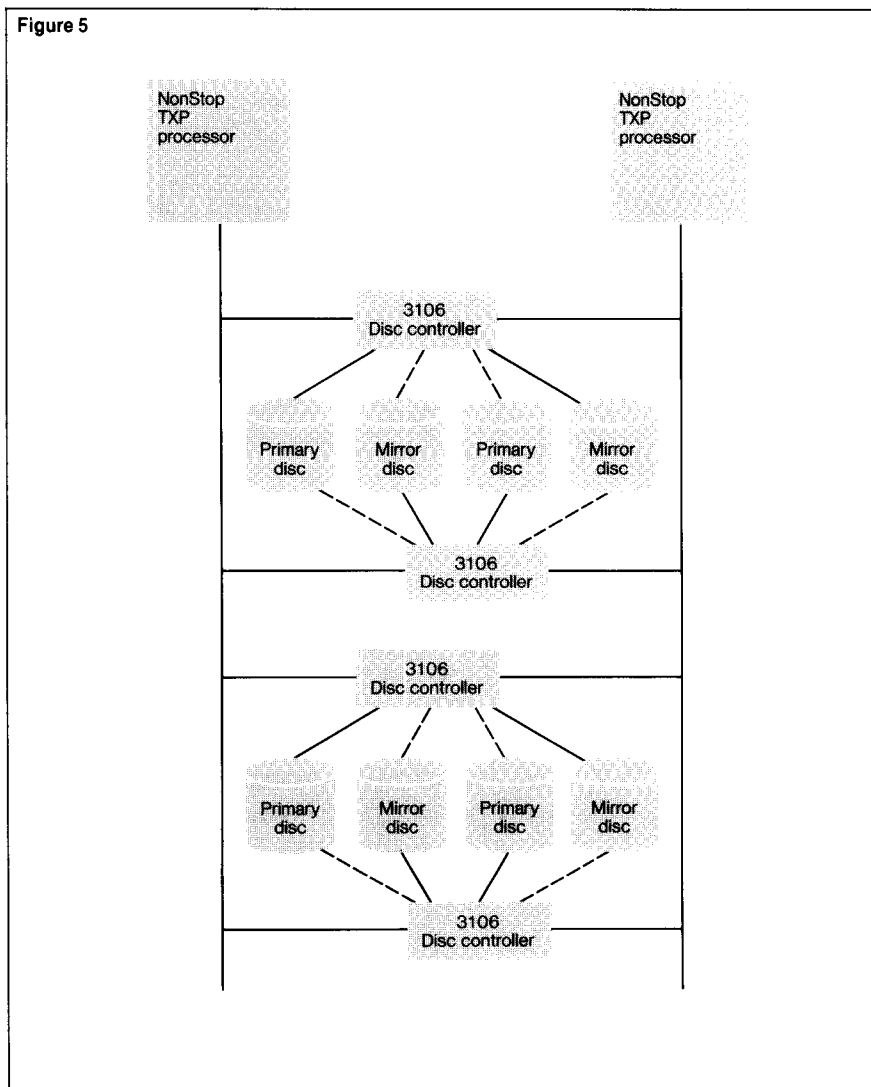 Figure 5
NonStop
TXP
processor
NonStop
TXP
processor
3106
Disc controller
Primary
disc
Mirror
disc
Primary
disc
Mirror
disc
3106
Disc controller
3106
Disc controller
Primary
disc
Mirror
disc
Primary
disc
Mirror
disc
3106
Disc controller